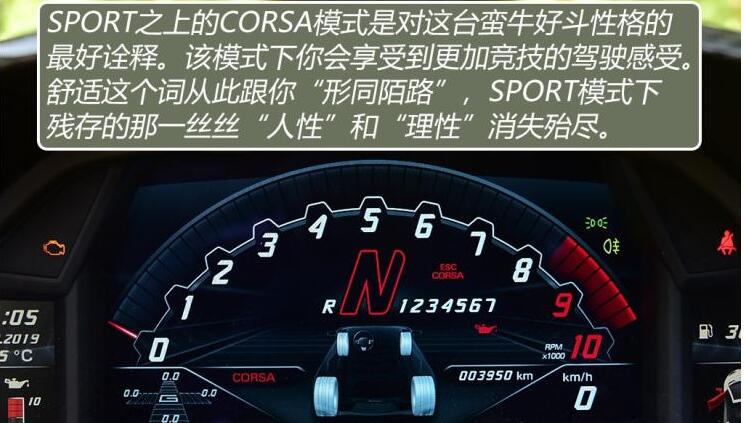 SPORT之上的CORSA模式是对这台蛮牛好斗性格的
最好诠释。该模式下你会享受到更加竞技的驾驶感受。
舒适这个词从此跟你“形同陌路”，SPORT模式下
残存的那一丝丝“人性”和“理性”消失殆尽。
0 1 2 3 4 5 6 7 8 9 10
ESC
CORSA
R N 1234567
RPM
x1000
:05
.2019
5 °C
10
0.0
0.0 G 0.0
0.0
CORSA
003950 km
km/h
0